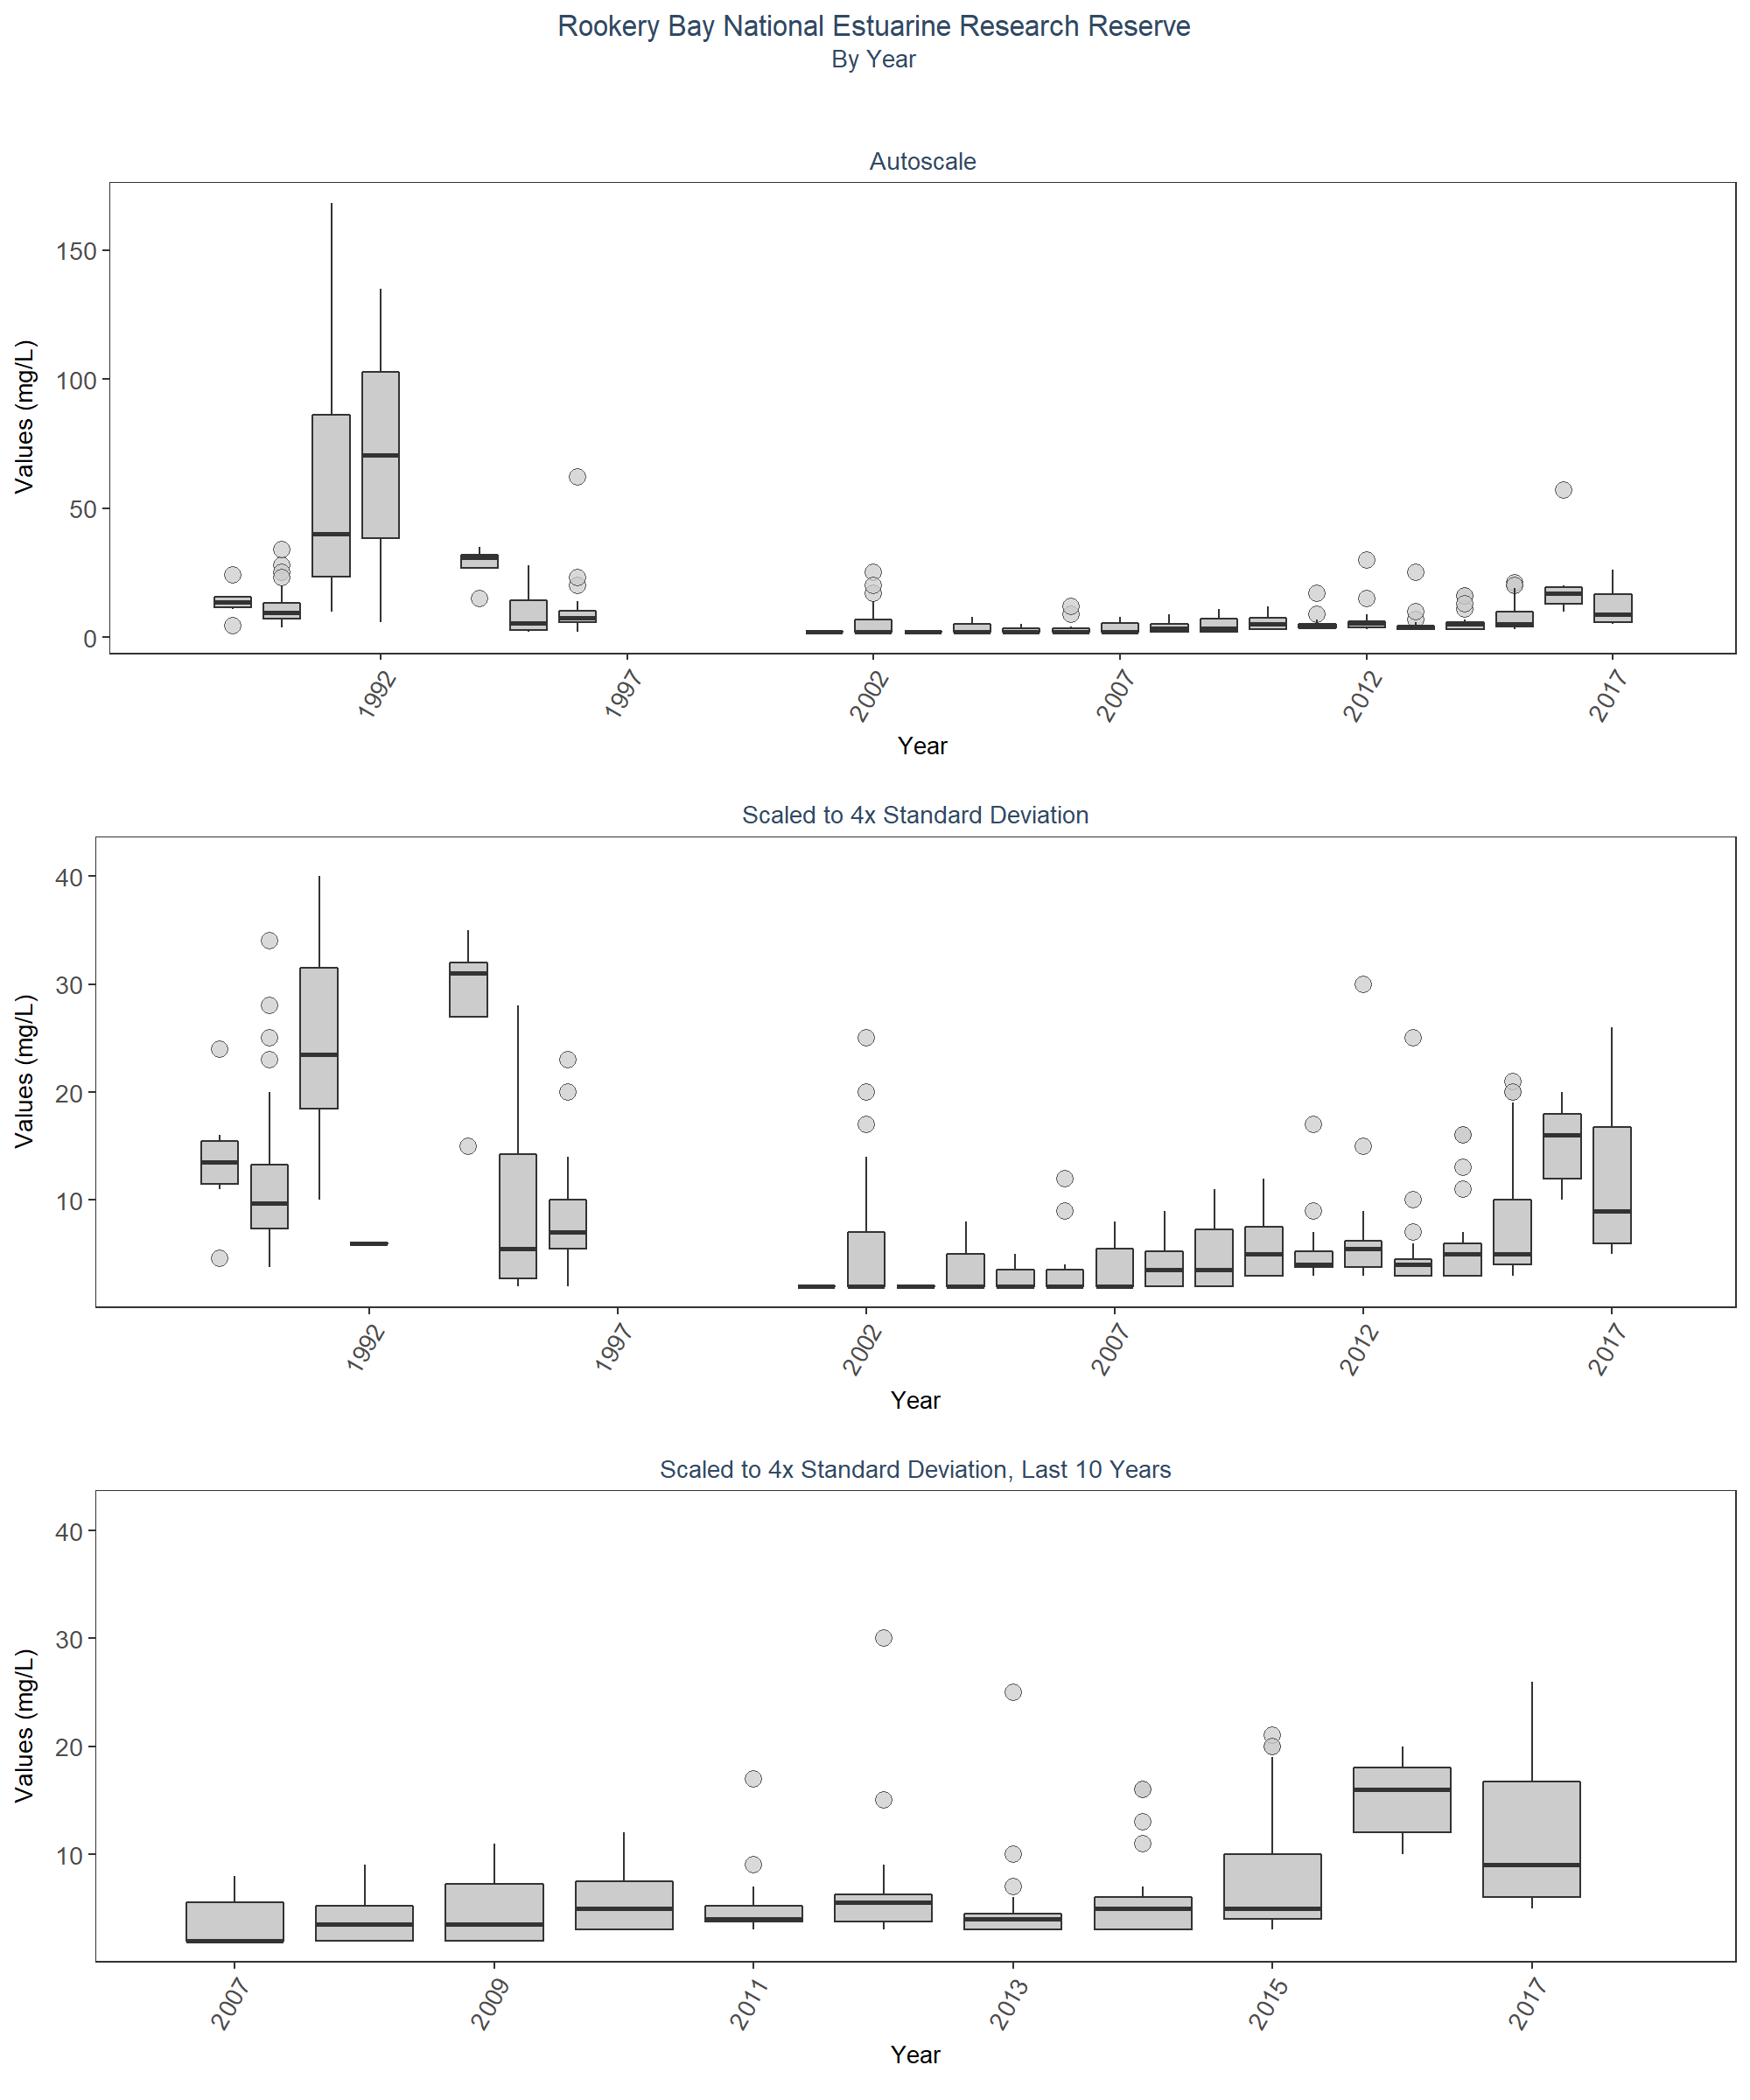 Rookery Bay National Estuarine Research Reserve
By Year
Autoscale
Values (mg/L)
150
100
50
0
1992
1997
2002
2007
2012
2017
Year
Scaled to 4x Standard Deviation
Values (mg/L)
40
30
20
10
1992
1997
2002
2007
2012
2017
Year
Scaled to 4x Standard Deviation, Last 10 Years
Values (mg/L)
40
30
20
10
2007
2009
2011
2013
2015
2017
Year